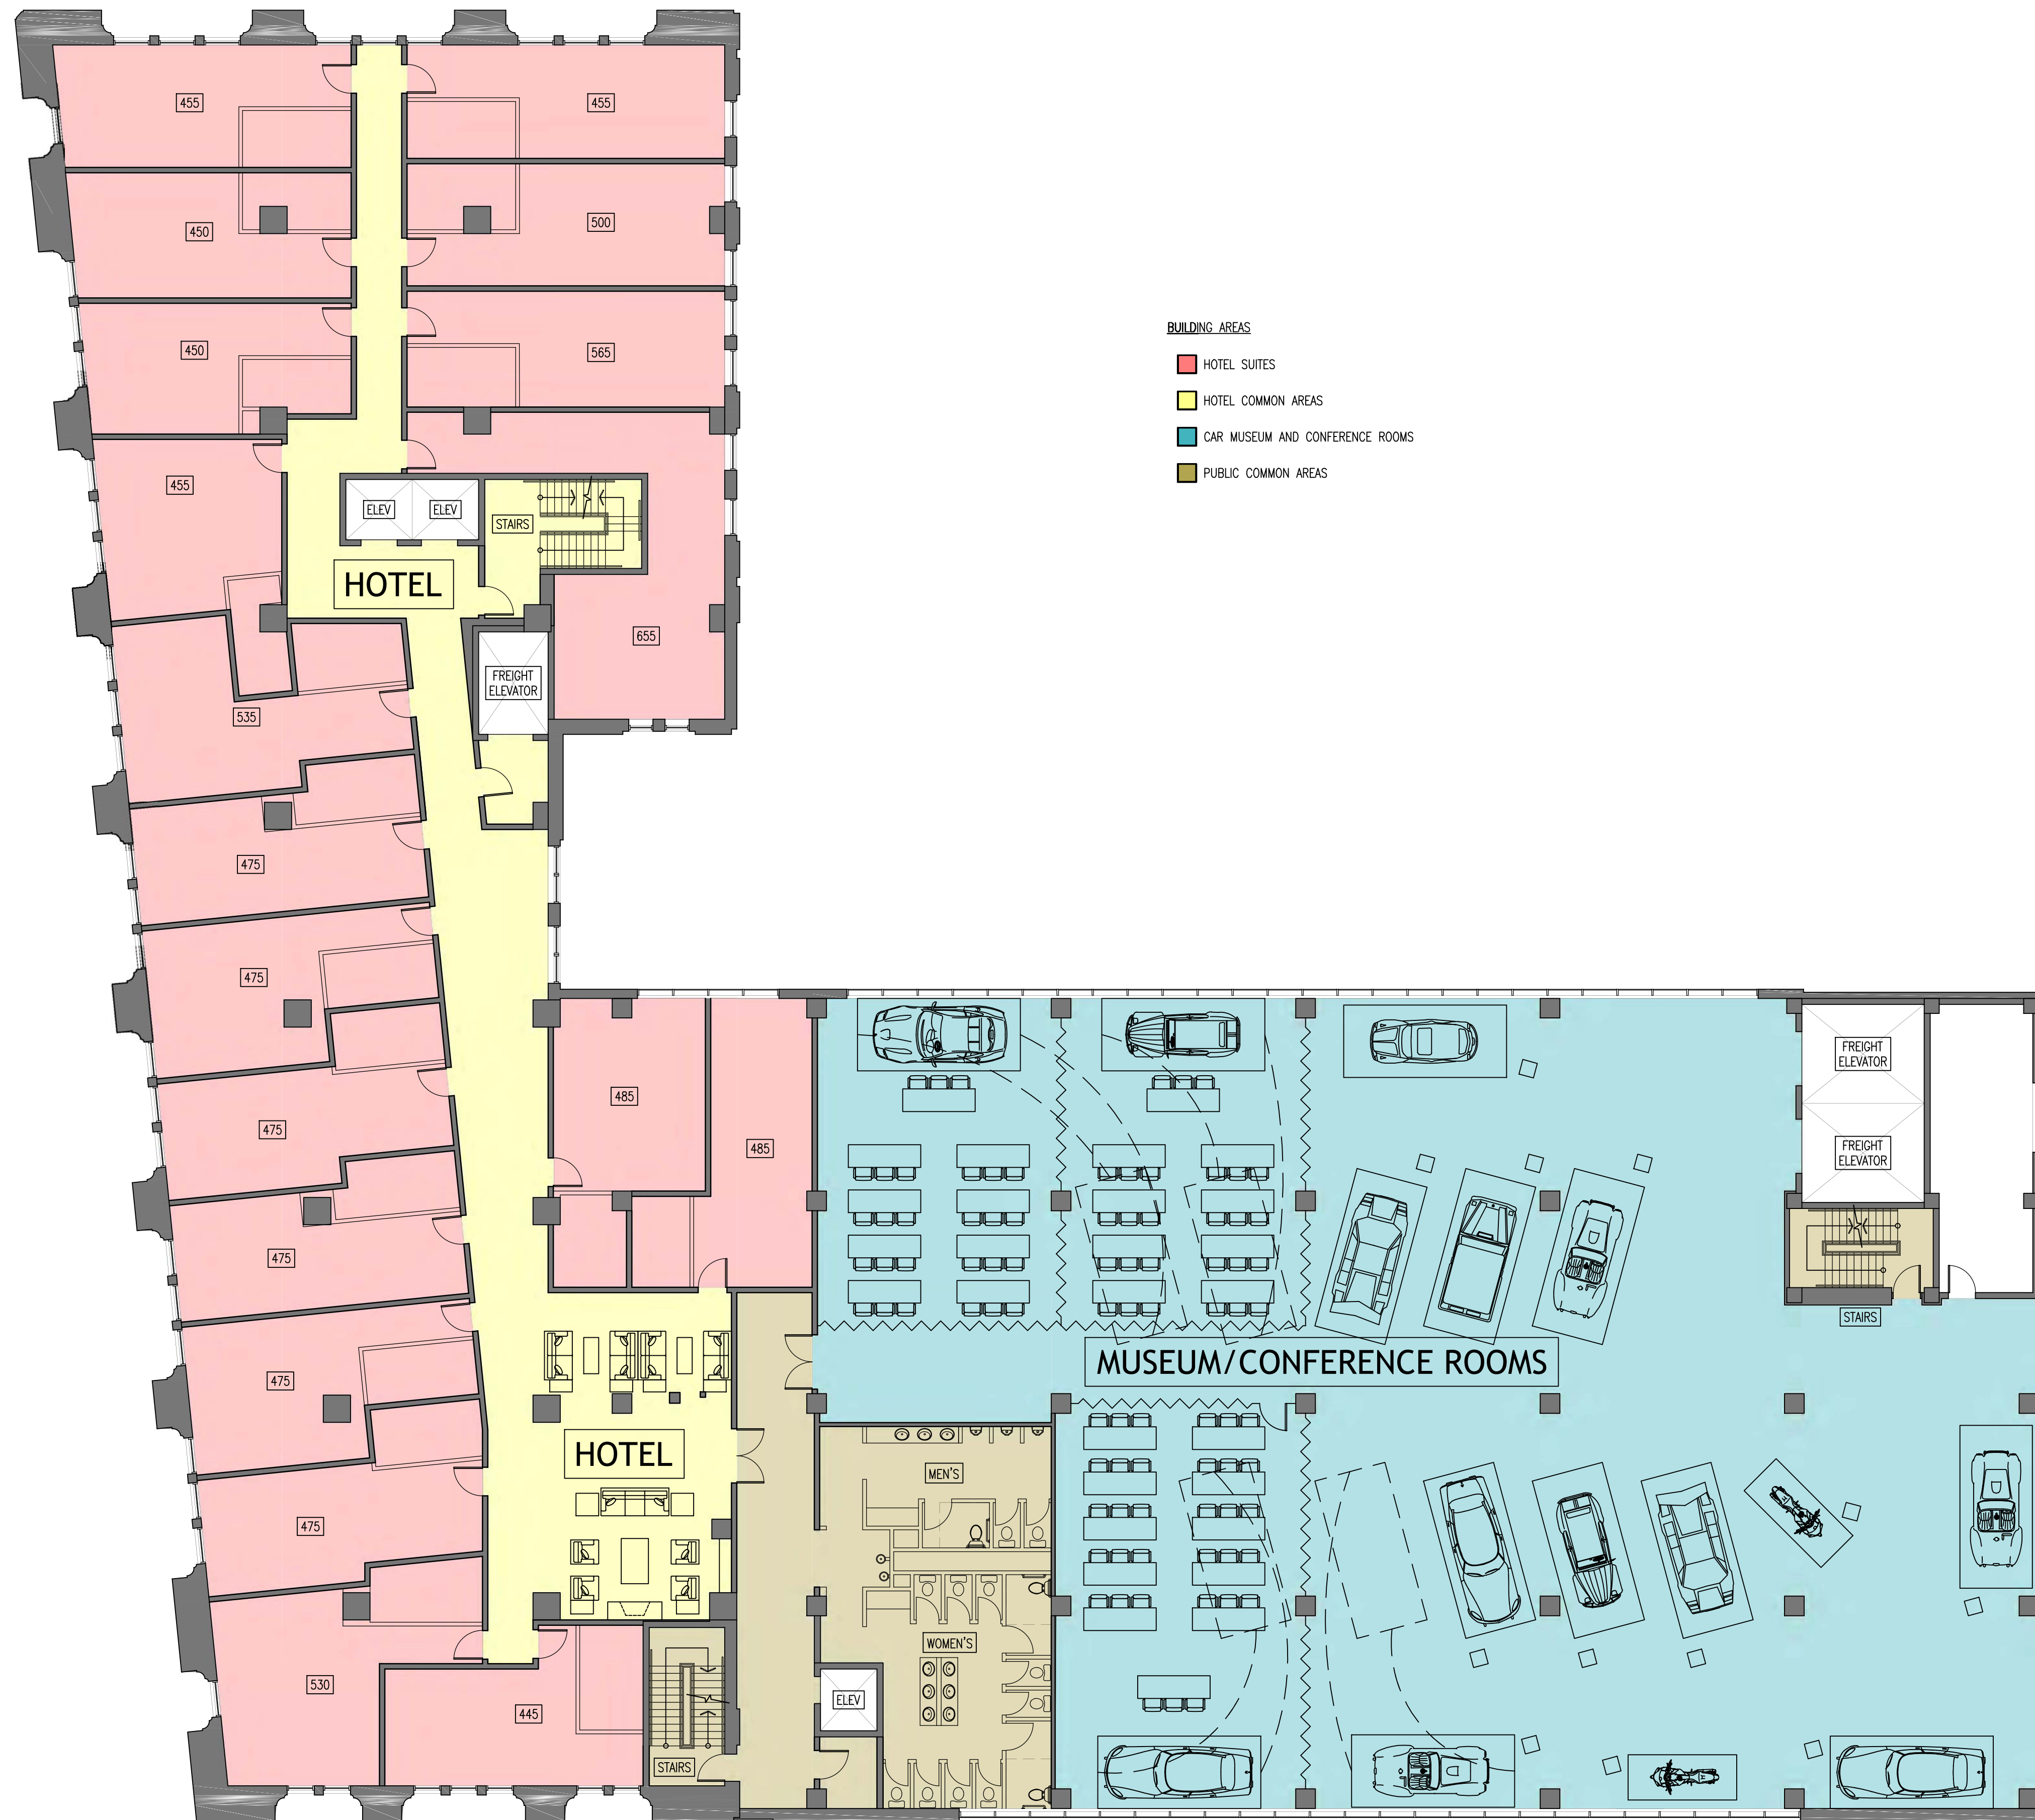 455
455
450
500
BUILDING AREAS
450
565
HOTEL SUITES
HOTEL COMMON AREAS
CAR MUSEUM AND CONFERENCE ROOMS
PUBLIC COMMON AREAS
455
ELEV
ELEV
STAIRS
HOTEL
655
FREIGHT
ELEVATOR
535
475
475
485
475
485
FREIGHT
ELEVATOR
FREIGHT
ELEVATOR
475
STAIRS
MUSEUM/CONFERENCE ROOMS
475
HOTEL
MEN'S
475
WOMEN'S
530
445
ELEV
STAIRS